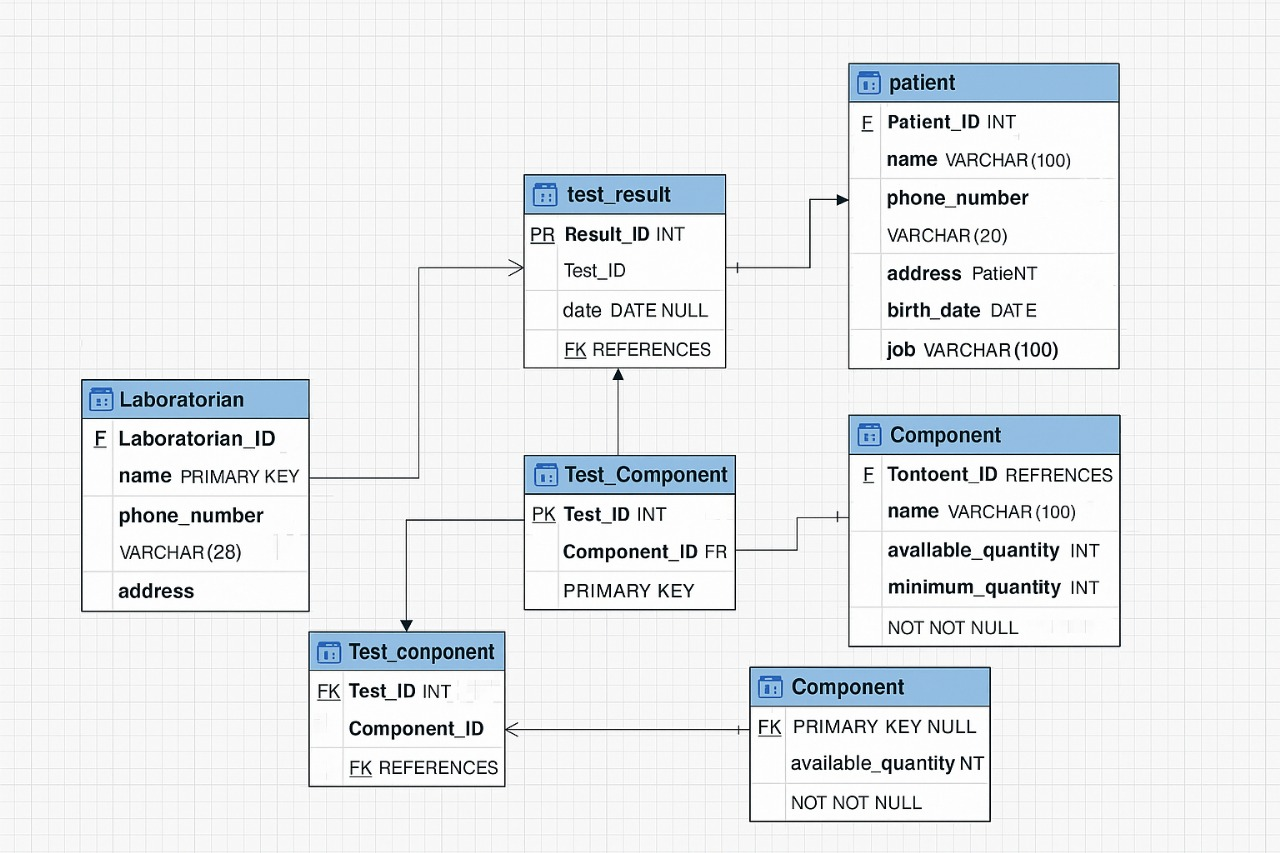 patient
F Patient_ID INT
name VARCHAR(100)
phone_number
VARCHAR(20)
address PatieNT
birth_date DATE
job VARCHAR(100)
test_result
PR Result_ID INT
Test_ID
date DATE NULL
FK REFERENCES
Laboratorian
F Laboratorian_ID
name PRIMARY KEY
phone_number
VARCHAR(28)
address
Test_Component
PK Test_ID INT
Component_ID FR
PRIMARY KEY
Component
F Tontoent_ID REFRENCES
name VARCHAR(100)
avallable_quantity INT
minimum_quantity INT
NOT NOT NULL
Test_conponent
FK Test_ID INT
Component_ID
FK REFERENCES
Component
FK PRIMARY KEY NULL
available_quantity NT
NOT NOT NULL